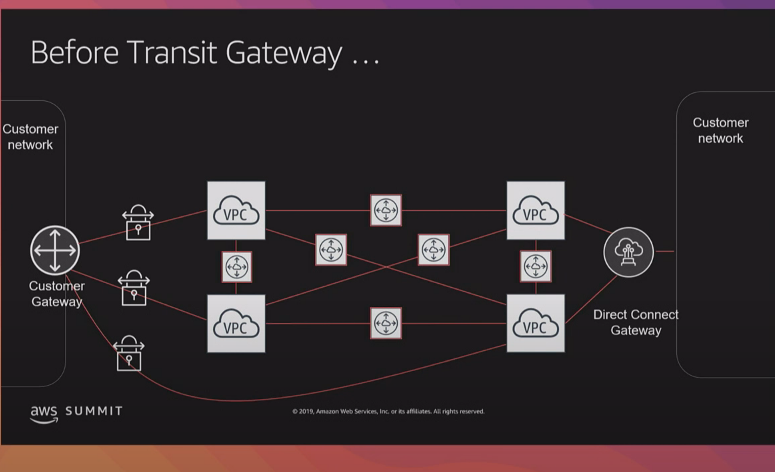 Before Transit Gateway ...
Customer
network
Customer
network
VPC
VPC
Customer
Gateway
VPC
VPC
Direct Connect
Gateway
aws SUMMIT
© 2019, Amazon Web Services, Inc. or its affiliates. All rights reserved.